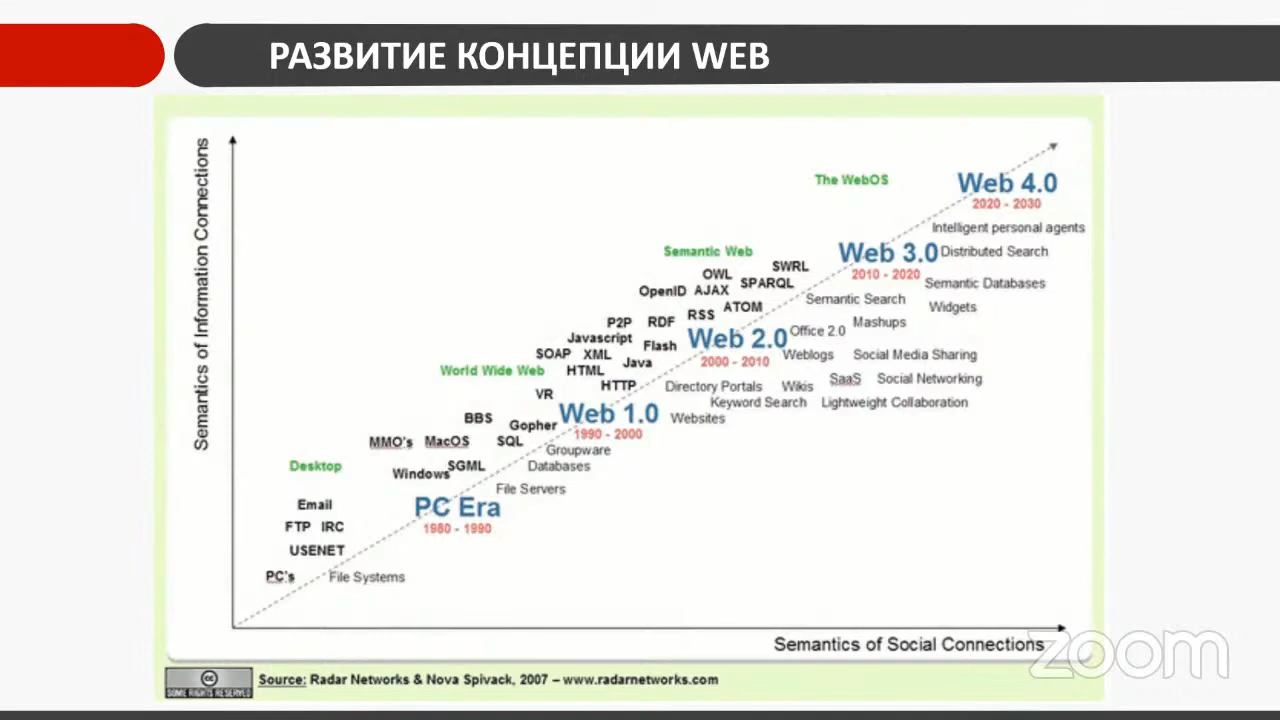 РАЗВИТИЕ КОНЦЕПЦИИ WEB
Semantics of Information Connections
The WebOS
Web 4.0
2020 - 2030
Intelligent personal agents
Semantic Web
Web 3.0
Distributed Search
2010 - 2020
SWRL
OWL
SPARQL
Semantic Databases
OpenID
AJAX
Semantic Search
Widgets
ATOM
RSS
P2P
RDF
Mashups
Office 2.0
Javascript
Flash
Web 2.0
2000 - 2010
Weblogs
Social Media Sharing
SOAP
XML
Java
World Wide Web
HTML
HTTP
Directory Portals
Wikis
SaaS
Social Networking
VR
Keyword Search
Lightweight Collaboration
Web 1.0
1990 - 2000
Websites
BBS
Gopher
MMO's
MacOS
SQL
Groupware
Desktop
Windows
SGML
Databases
File Servers
Email
PC Era
1980 - 1990
FTP
IRC
USENET
PC's
File Systems
Semantics of Social Connections
zoom
cc
SOME RIGHTS RESERVED
Source: Radar Networks & Nova Spivack, 2007 – www.radarnetworks.com